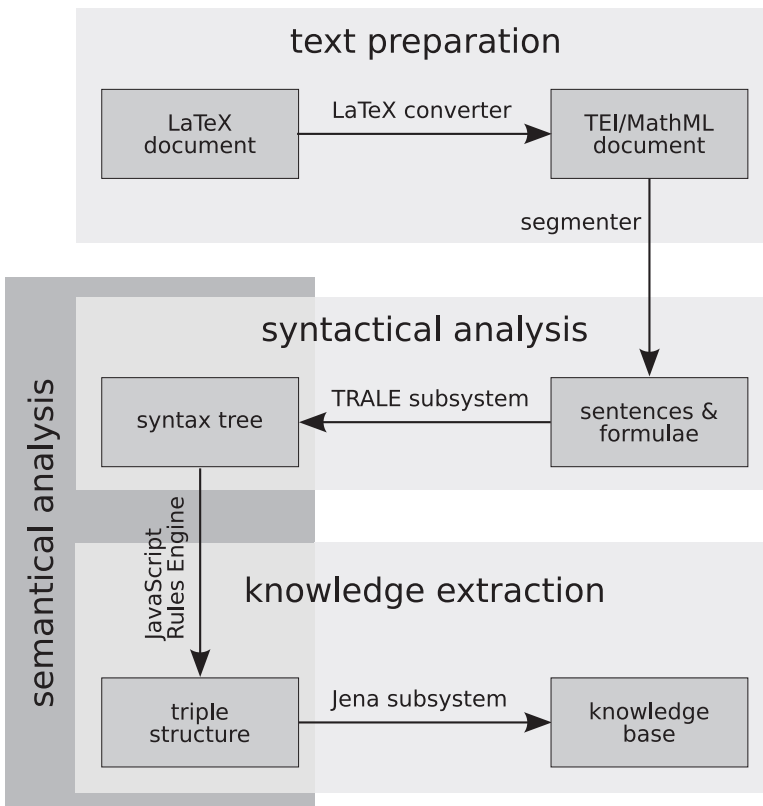 text preparation
LaTeX
document
LaTeX converter
TEI/MathML
document
segmenter
semantical analysis
syntactical analysis
syntax tree
TRALE subsystem
sentences &
formulae
JavaScript
Rules Engine
knowledge extraction
triple
structure
Jena subsystem
knowledge
base